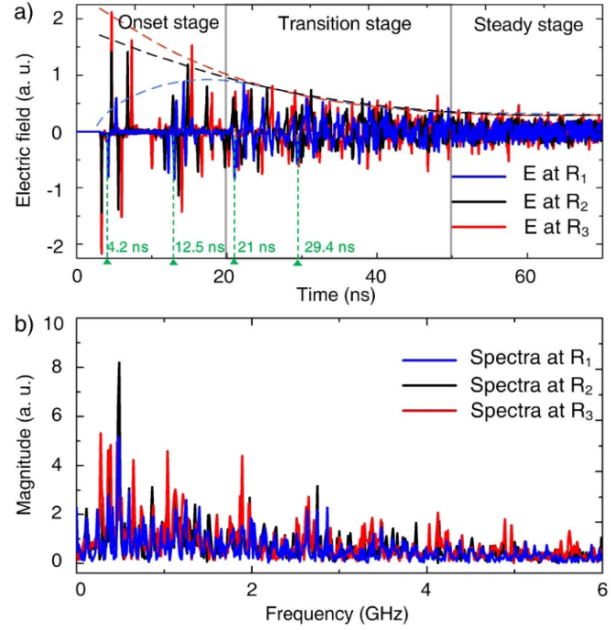 a)
Onset stage
Transition stage
Steady stage
Electric field (a. u.)
2
1
0
-1
-2
E at R₁
E at R₂
E at R₃
4.2 ns
12.5 ns
21 ns
29.4 ns
0 20 40 60
Time (ns)
b)
Magnitude (a. u.)
10
8
6
4
2
0
Spectra at R₁
Spectra at R₂
Spectra at R₃
0 2 4 6
Frequency (GHz)